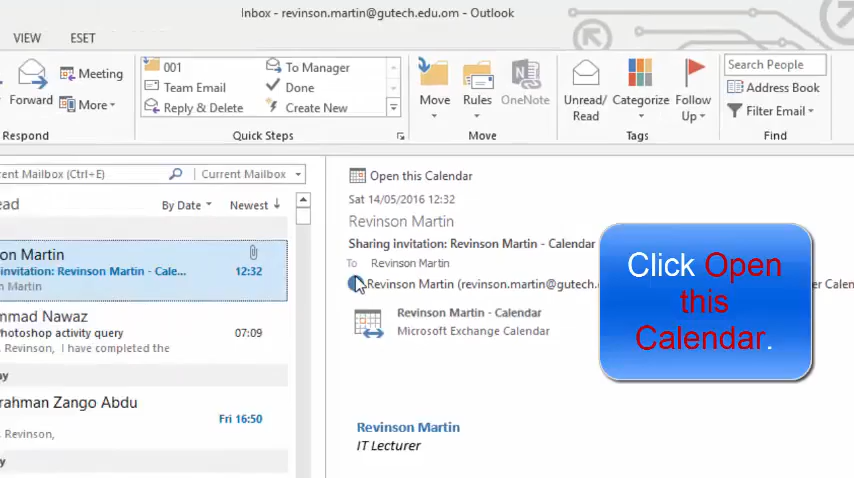 Inbox - revinson.martin@gutech.edu.om - Outlook
VIEW ESET
Forward
Meeting
More
Respond
001
Team Email
Reply & Delete
To Manager
Done
Create New
Quick Steps
Move
Rules
OneNote
Move
Unread/
Read
Categorize
Follow
Up
Tags
Search People
Address Book
Filter Email
Find
ent Mailbox (Ctrl+E)
Current Mailbox
ead
By Date
Newest
on Martin
invitation: Revinson Martin - Cale...
12:32
n Martin
mmad Nawaz
hotoshop activity query
07:09
Revinson, I have completed the
ay
rahman Zango Abdu
Fri 16:50
Revinson,
y
Open this Calendar
Sat 14/05/2016 12:32
Revinson Martin
Sharing invitation: Revinson Martin - Calendar
To Revinson Martin
Revinson Martin (revinson.martin@gutech.e
er Calen
Revinson Martin - Calendar
Microsoft Exchange Calendar
Revinson Martin
IT Lecturer
Click Open
this
Calendar.